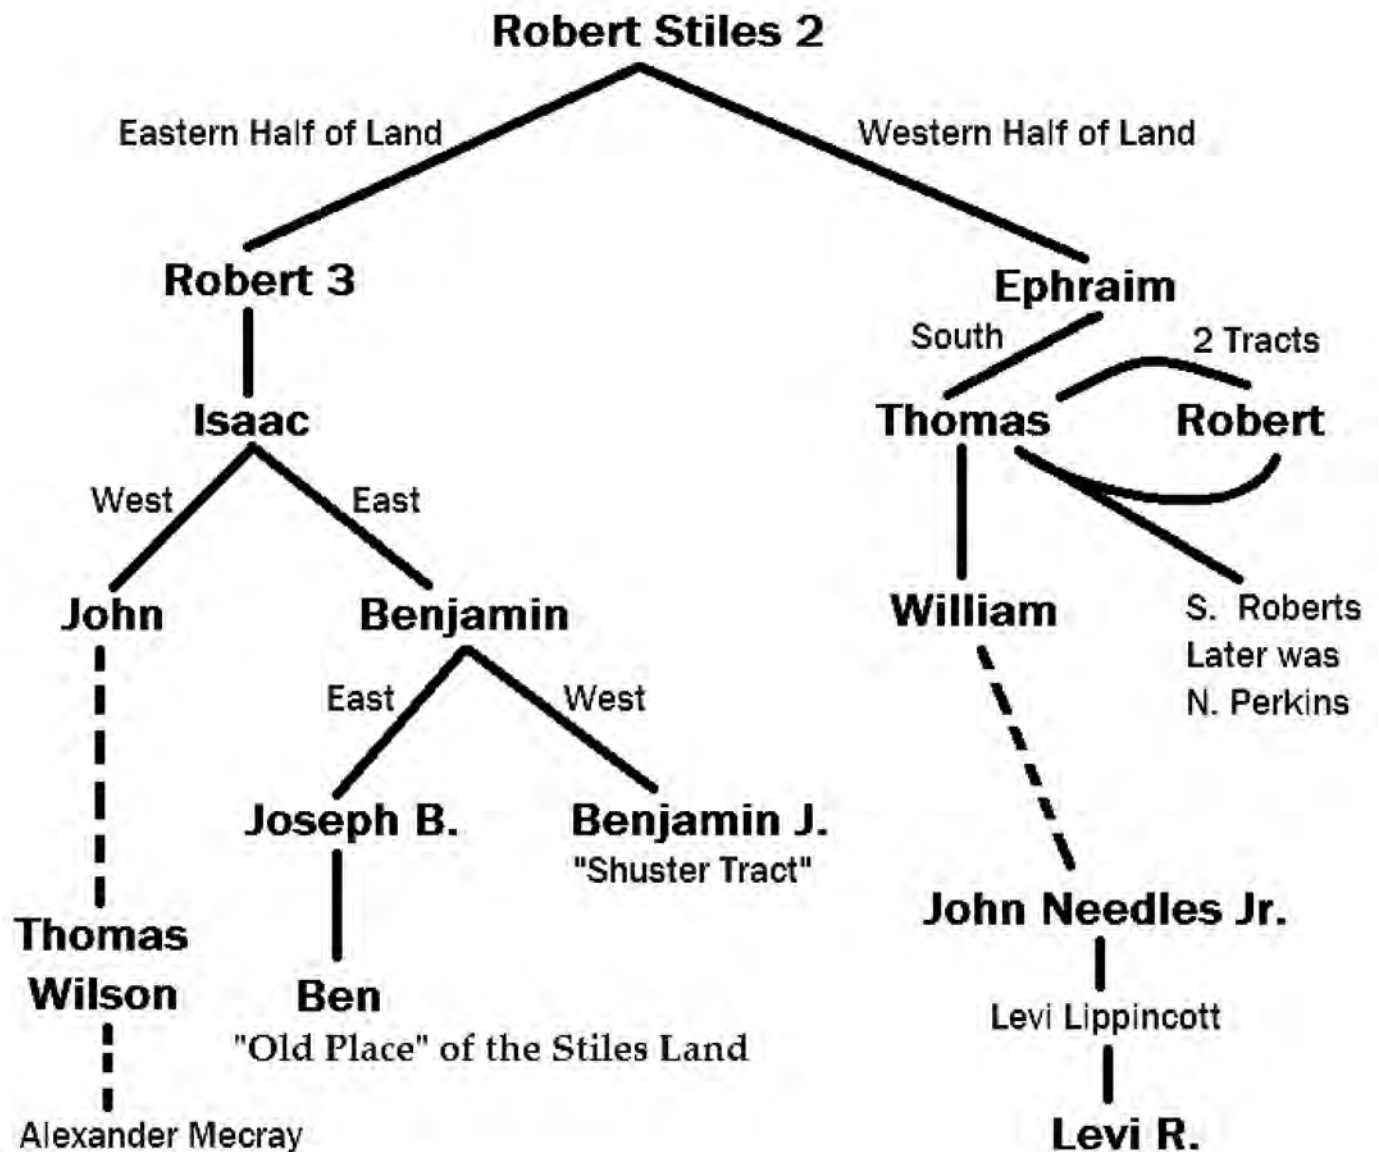 Robert Stiles 2
Eastern Half of Land
Western Half of Land
Robert 3
Ephraim
South
2 Tracts
Isaac
Thomas
Robert
West
East
John
Benjamin
William
S. Roberts
Later was
N. Perkins
East
West
Joseph B.
Benjamin J.
"Shuster Tract"
Thomas
Wilson
John Needles Jr.
Ben
"Old Place" of the Stiles Land
Levi Lippincott
Alexander Mecray
Levi R.